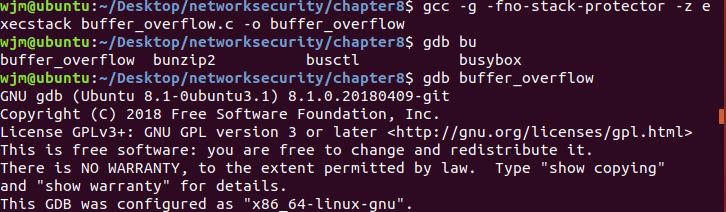 wjm@ubuntu:~/Desktop/networksecurity/chapter8$ gcc -g -fno-stack-protector -z e
xecstack buffer_overflow.c -o buffer_overflow
wjm@ubuntu:~/Desktop/networksecurity/chapter8$ gdb bu
buffer_overflow  bunzip2          busctl           busybox
wjm@ubuntu:~/Desktop/networksecurity/chapter8$ gdb buffer_overflow
GNU gdb (Ubuntu 8.1-0ubuntu3.1) 8.1.0.20180409-git
Copyright (C) 2018 Free Software Foundation, Inc.
License GPLv3+: GNU GPL version 3 or later <http://gnu.org/licenses/gpl.html>
This is free software: you are free to change and redistribute it.
There is NO WARRANTY, to the extent permitted by law.  Type "show copying"
and "show warranty" for details.
This GDB was configured as "x86_64-linux-gnu".